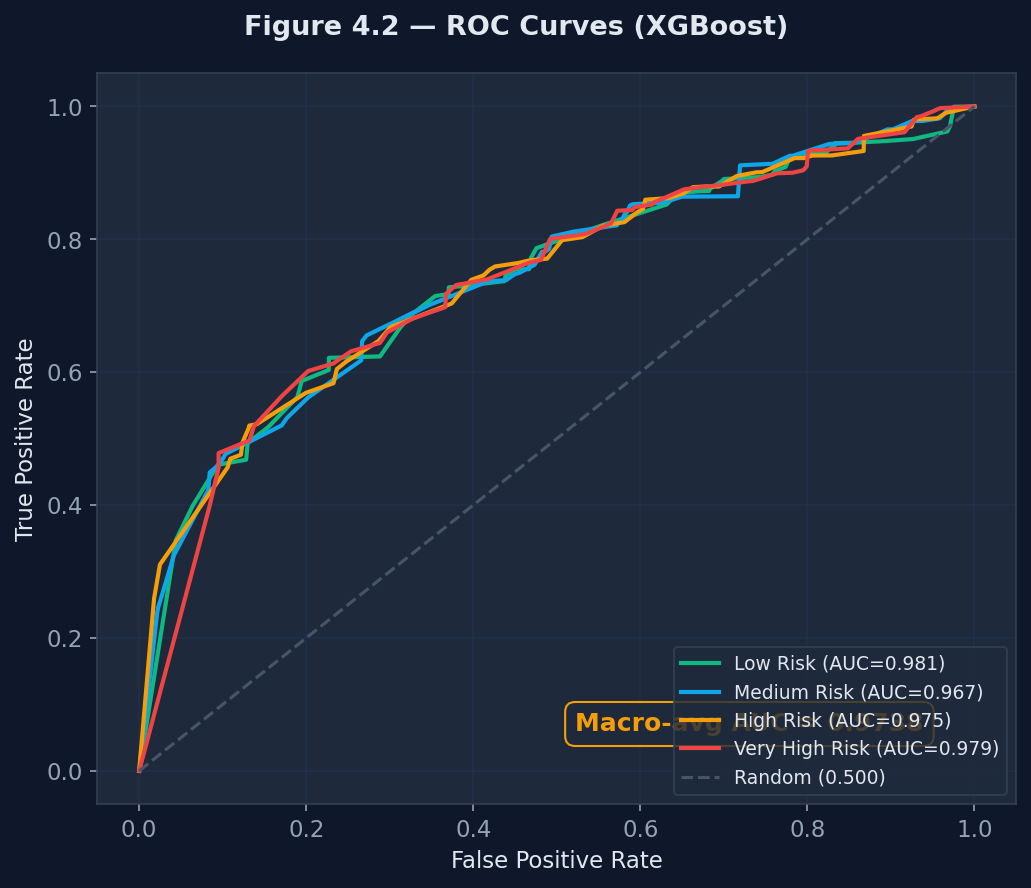 Figure 4.2 — ROC Curves (XGBoost)
True Positive Rate
1.0
0.8
0.6
0.4
0.2
0.0
0.0 0.2 0.4 0.6 0.8 1.0
False Positive Rate
Low Risk (AUC=0.981)
Medium Risk (AUC=0.967)
High Risk (AUC=0.975)
Very High Risk (AUC=0.979)
Random (0.500)
Macro-avg AUC